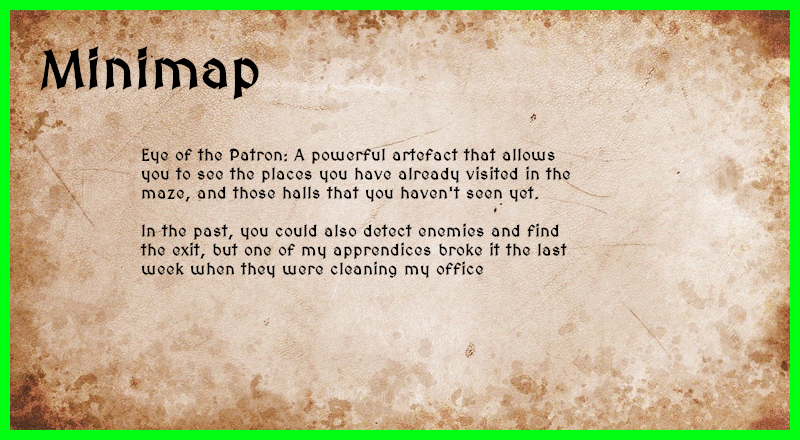 Minimap
Eye of the Patron: A powerful artefact that allows
you to see the places you have already visited in the
maze, and those halls that you haven't seen yet.
In the past, you could also detect enemies and find
the exit, but one of my apprendices broke it the last
week when they were cleaning my office